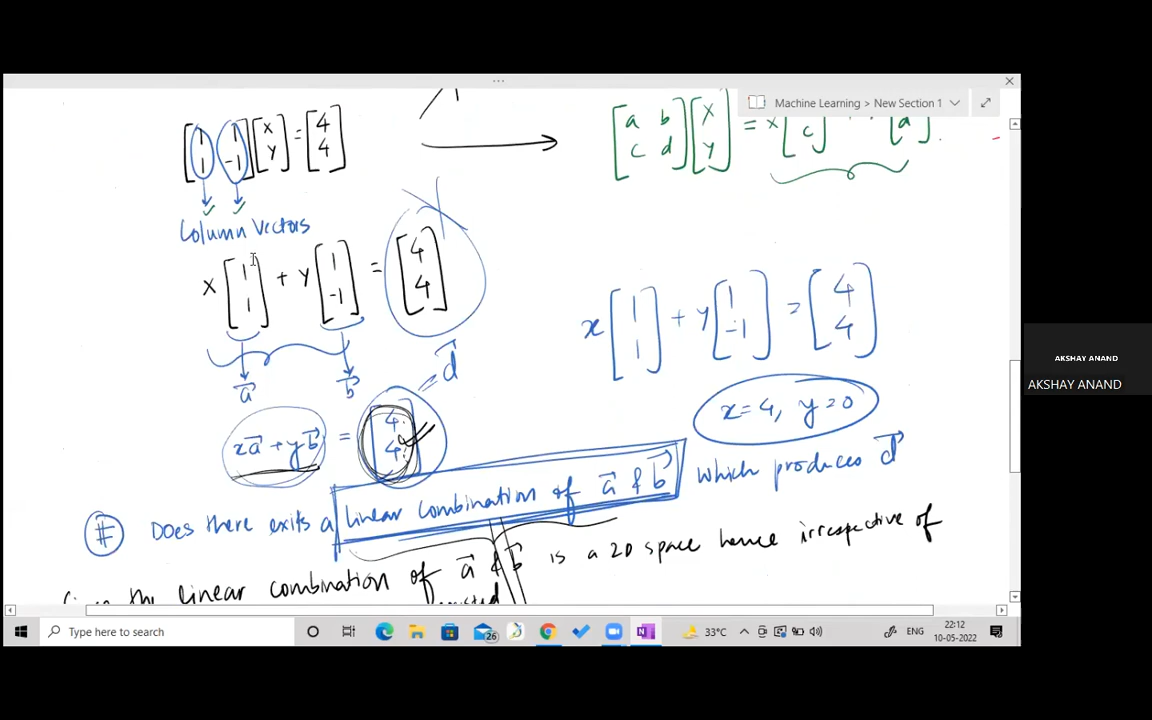 Machine Learning > New Section 1
[1 1; 1 -1] [x; y] = [4; 4]
[a b; c d] [x; y] = x [ c] [ d].
Column Vectors
x [1; 1] + y [1; -1] = [4; 4]
x [1; 1] + y [1; -1] = [4; 4]
a⃗ b⃗ d⃗
x=4, y=0
xa⃗ + yb⃗ = [4; 4]
# Does there exits a linear combination of a⃗ & b⃗ which produces d⃗
the linear combination of a⃗ & b⃗ is a 2D space hence irrespective of
AKSHAY ANAND
AKSHAY ANAND
Type here to search
26
33°C
ENG
22:12
10-05-2022